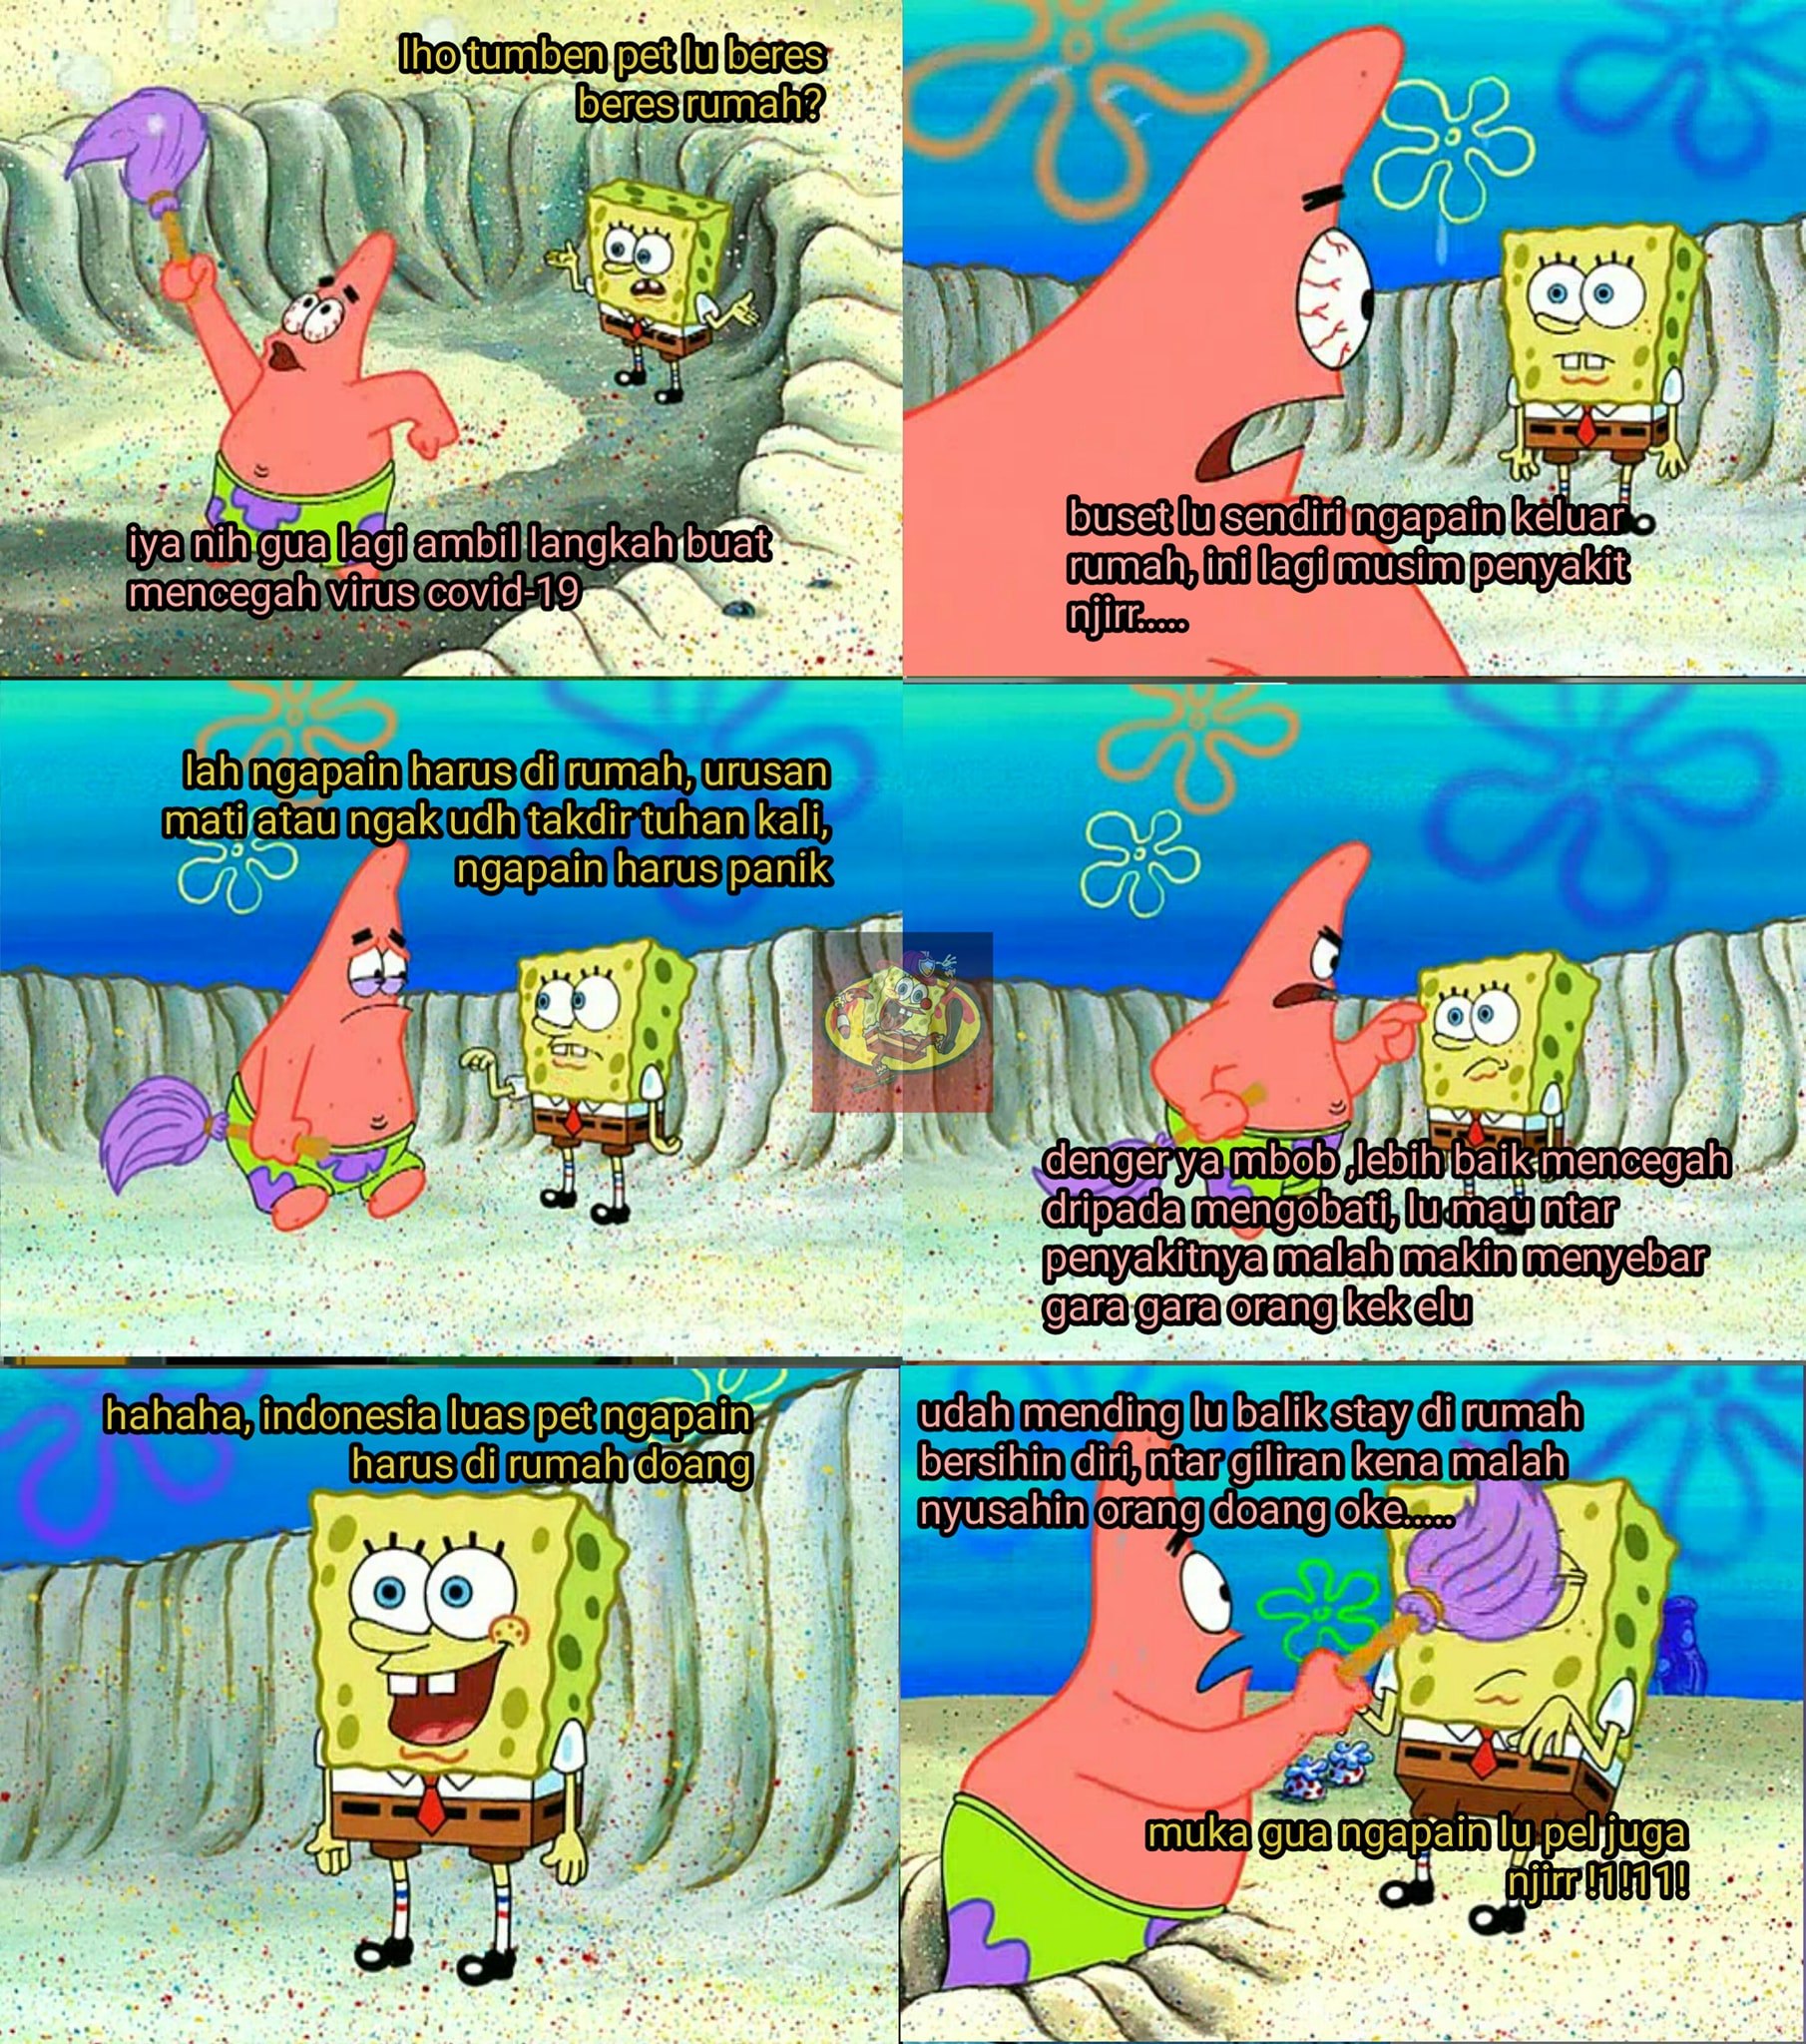 lho tumben pet lu beres
beres rumah?
iya nih gua lagi ambil langkah buat
mencegah virus covid-19
buset lu sendiri ngapain keluar
rumah, ini lagi musim penyakit
njirr.....
lah ngapain harus di rumah, urusan
mati atau ngak udh takdir tuhan kali,
ngapain harus panik
denger ya mbob ,lebih baik mencegah
dripada mengobati, lu mau ntar
penyakitnya malah makin menyebar
gara gara orang kek elu
hahaha, indonesia luas pet ngapain
harus di rumah doang
udah mending lu balik stay di rumah
bersihin diri, ntar giliran kena malah
nyusahin orang doang oke.....
muka gua ngapain lu pel juga
njirr !1!11!